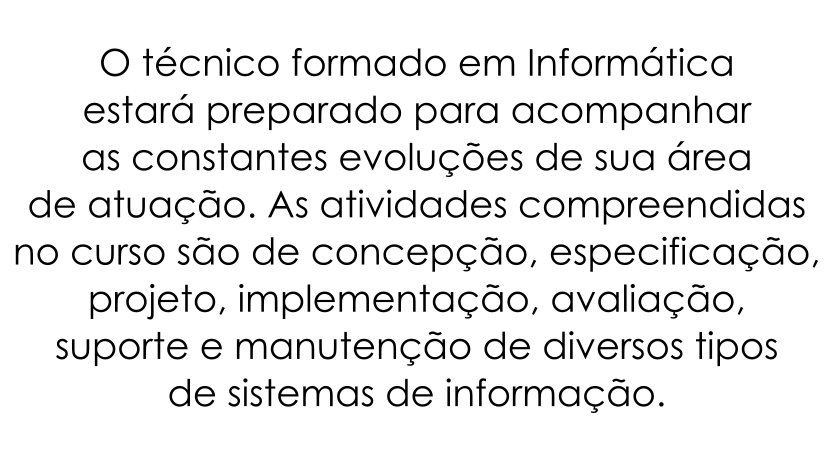 O técnico formado em Informática
estará preparado para acompanhar
as constantes evoluções de sua área
de atuação. As atividades compreendidas
no curso são de concepção, especificação,
projeto, implementação, avaliação,
suporte e manutenção de diversos tipos
de sistemas de informação.